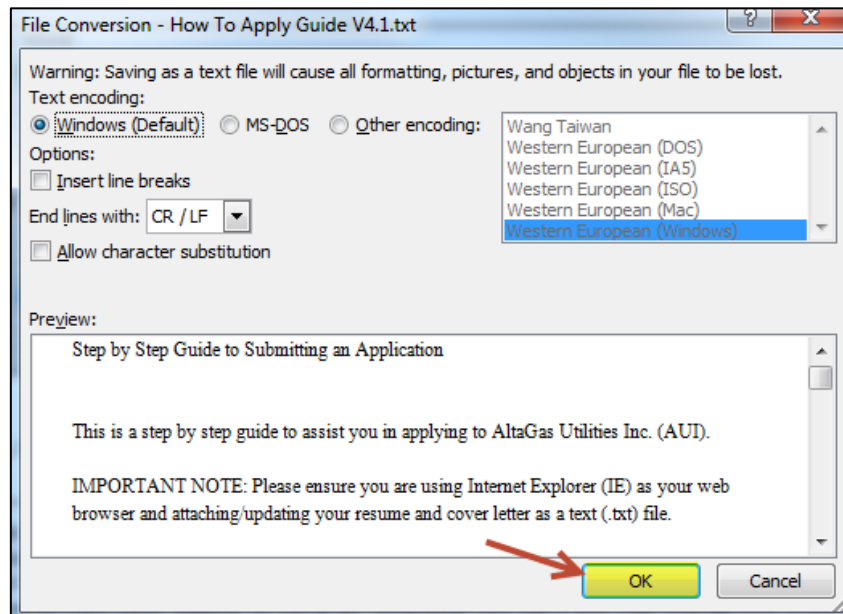 File Conversion - How To Apply Guide V4.1.txt
Warning: Saving as a text file will cause all formatting, pictures, and objects in your file to be lost.
Text encoding:
Windows (Default) MS-DOS Other encoding:
Wang Taiwan
Western European (DOS)
Western European (IA5)
Western European (ISO)
Western European (Mac)
Western European (Windows)
Options:
Insert line breaks
End lines with: CR / LF
Allow character substitution
Preview:
Step by Step Guide to Submitting an Application
This is a step by step guide to assist you in applying to AltaGas Utilities Inc. (AUI).
IMPORTANT NOTE: Please ensure you are using Internet Explorer (IE) as your web
browser and attaching/updating your resume and cover letter as a text (.txt) file.
OK Cancel